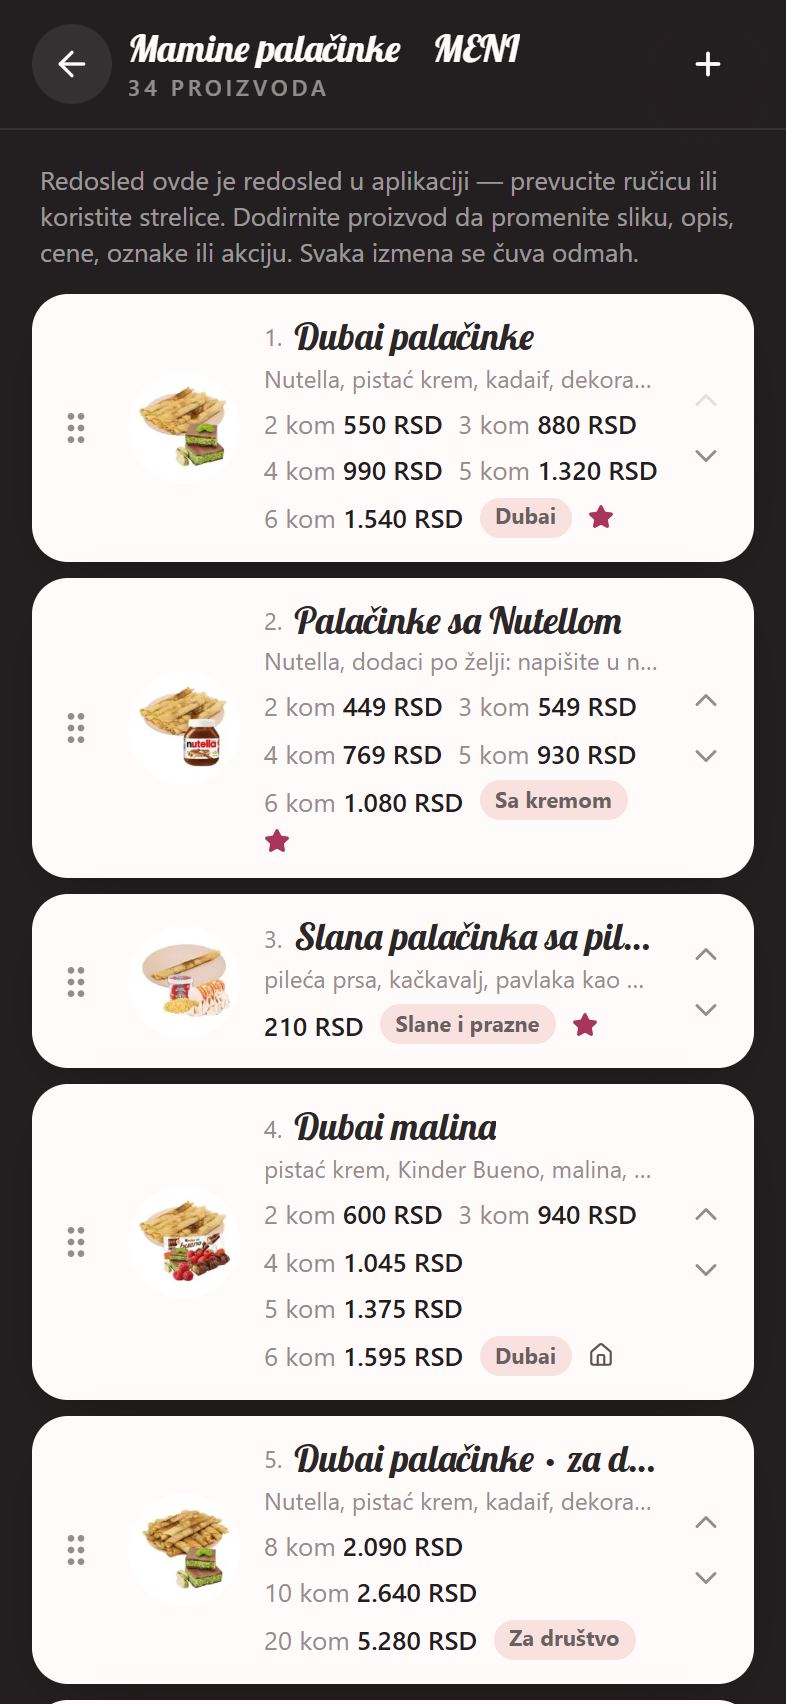 Mamine palačinke MENI
34 PROIZVODA
Redosled ovde je redosled u aplikaciji — prevucite ručicu ili
koristite strelice. Dodirnite proizvod da promenite sliku, opis,
cene, oznake ili akciju. Svaka izmena se čuva odmah.
1. Dubai palačinke
Nutella, pistać krem, kadaif, dekora...
2 kom 550 RSD 3 kom 880 RSD
4 kom 990 RSD 5 kom 1.320 RSD
6 kom 1.540 RSD Dubai
2. Palačinke sa Nutellom
Nutella, dodaci po želji: napišite u n...
2 kom 449 RSD 3 kom 549 RSD
4 kom 769 RSD 5 kom 930 RSD
nutella
6 kom 1.080 RSD Sa kremom
3. Slana palačinka sa pil...
pileća prsa, kačkavalj, pavlaka kao ...
210 RSD Slane i prazne
4. Dubai malina
pistać krem, Kinder Bueno, malina, ...
2 kom 600 RSD 3 kom 940 RSD
bueno
4 kom 1.045 RSD
5 kom 1.375 RSD
6 kom 1.595 RSD Dubai
5. Dubai palačinke • za d...
Nutella, pistać krem, kadaif, dekora...
8 kom 2.090 RSD
10 kom 2.640 RSD
20 kom 5.280 RSD Za društvo